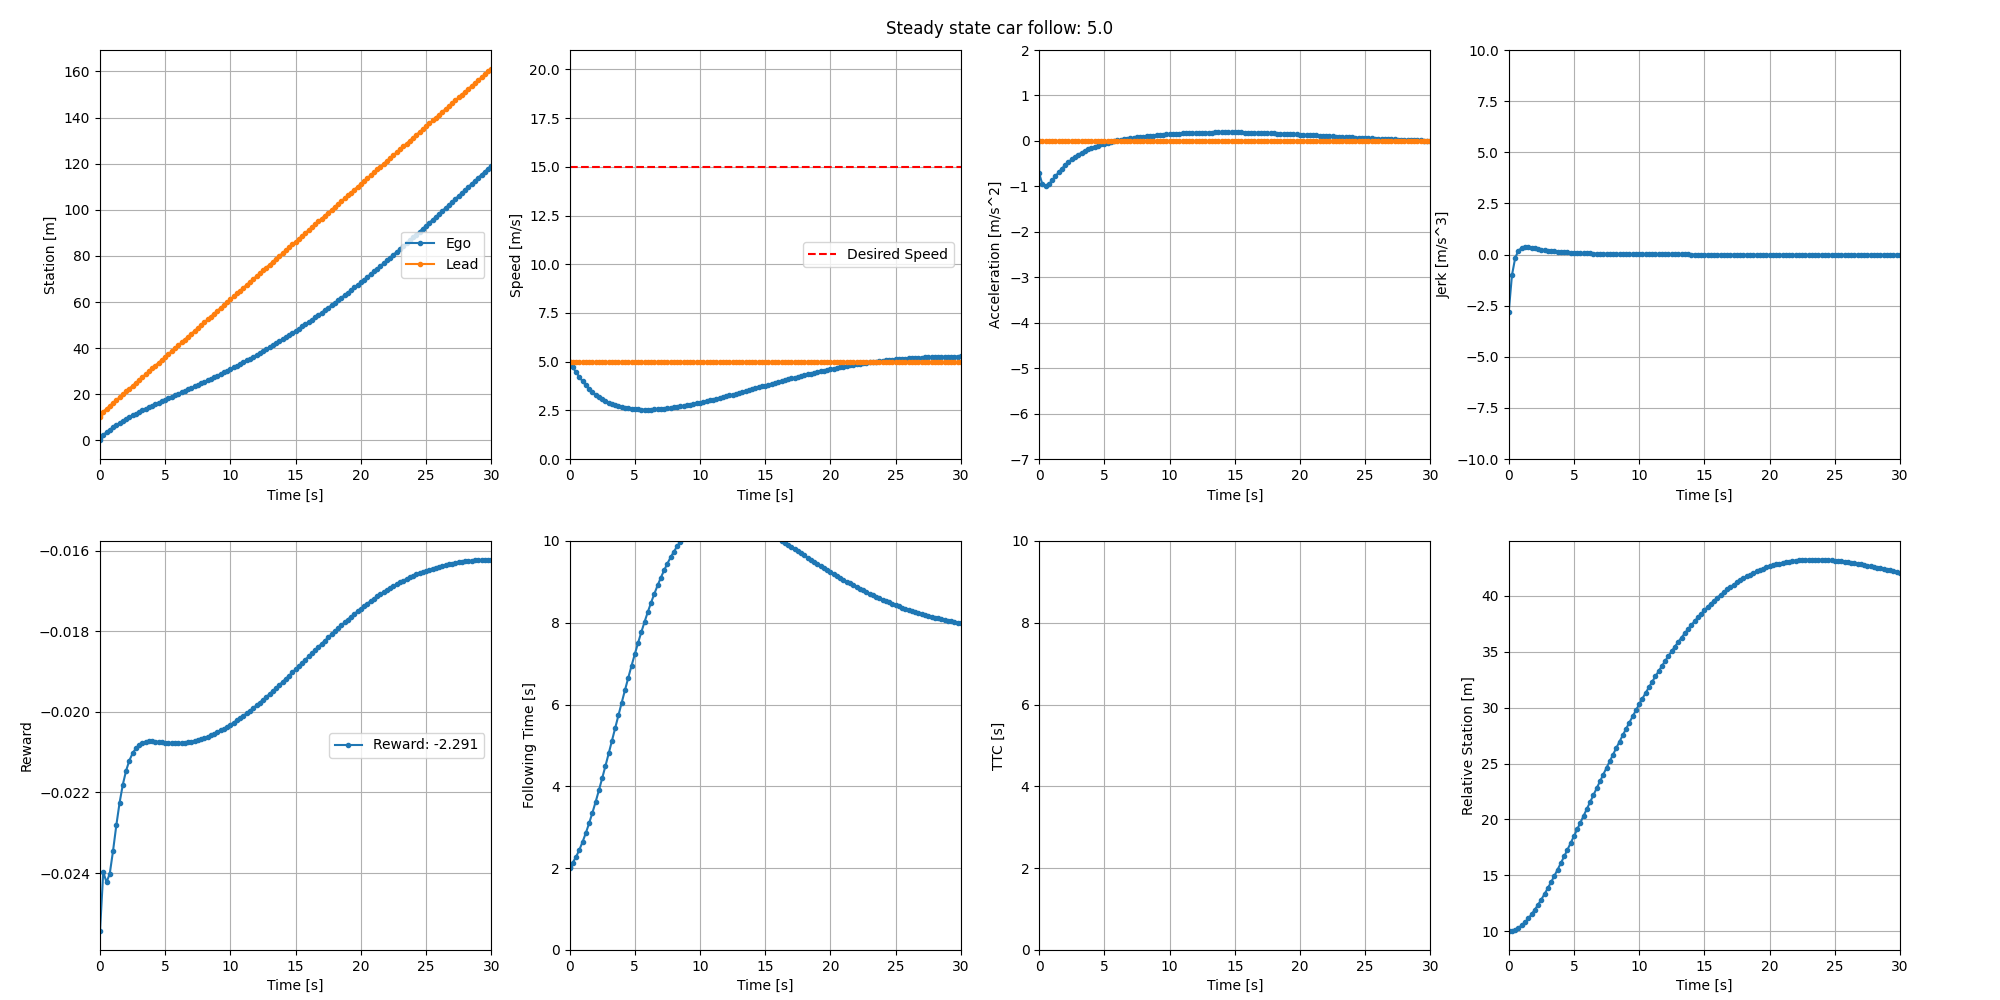 Steady state car follow: 5.0
160
140
120
100
80
60
40
20
0
Station [m]
Ego
Lead
0 5 10 15 20 25 30
Time [s]
20.0
17.5
15.0
12.5
10.0
7.5
5.0
2.5
0.0
Speed [m/s]
Desired Speed
0 5 10 15 20 25 30
Time [s]
2
1
0
−1
−2
−3
−4
−5
−6
−7
Acceleration [m/s^2]
0 5 10 15 20 25 30
Time [s]
10.0
7.5
5.0
2.5
0.0
−2.5
−5.0
−7.5
−10.0
Jerk [m/s^3]
0 5 10 15 20 25 30
Time [s]
−0.016
−0.018
−0.020
−0.022
−0.024
Reward
Reward: -2.291
0 5 10 15 20 25 30
Time [s]
10
8
6
4
2
0
Following Time [s]
0 5 10 15 20 25 30
Time [s]
10
8
6
4
2
0
TTC [s]
0 5 10 15 20 25 30
Time [s]
40
35
30
25
20
15
10
Relative Station [m]
0 5 10 15 20 25 30
Time [s]